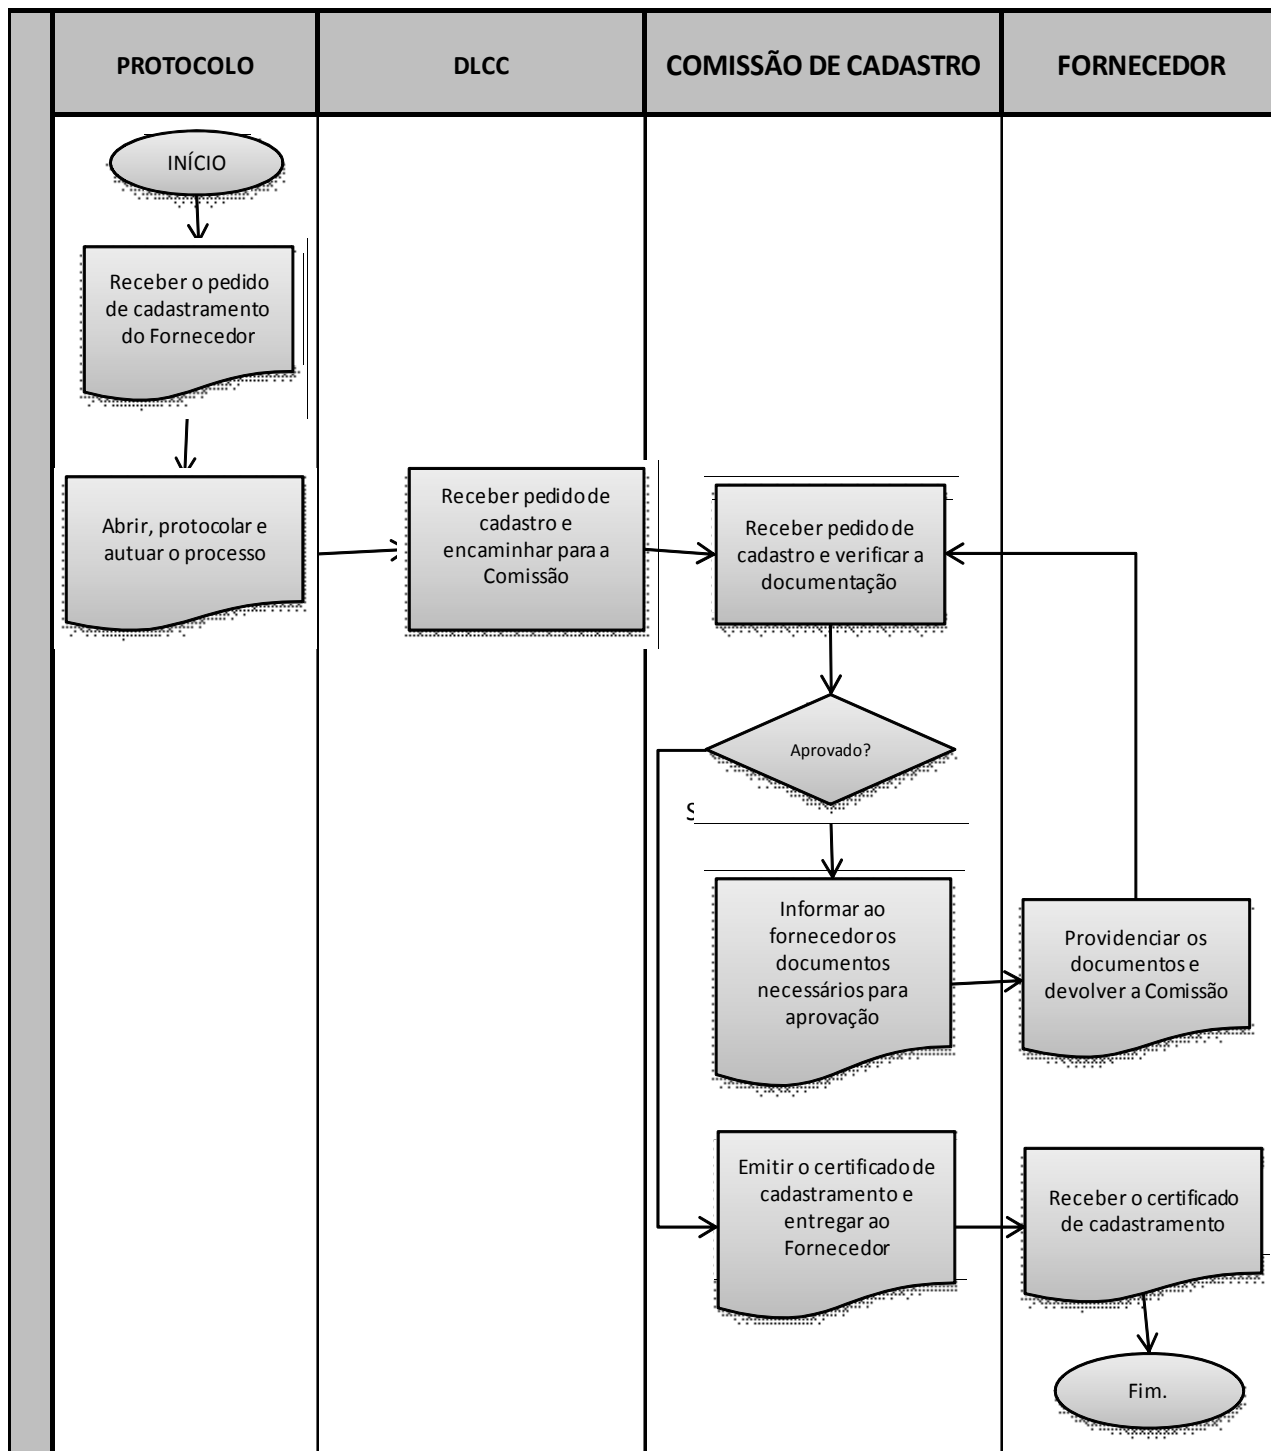 PROTOCOLO
DLCC
COMISSÃO DE CADASTRO
FORNECEDOR
INÍCIO
Receber o pedido
de cadastramento
do Fornecedor
Abrir, protocolar e
autuar o processo
Receber pedido de
cadastro e
encaminhar para a
Comissão
Receber pedido de
cadastro e verificar a
documentação
Aprovado?
Informar ao
fornecedor os
documentos
necessários para
aprovação
Providenciar os
documentos e
devolver a Comissão
Emitir o certificado de
cadastramento e
entregar ao
Fornecedor
Receber o certificado
de cadastramento
Fim.